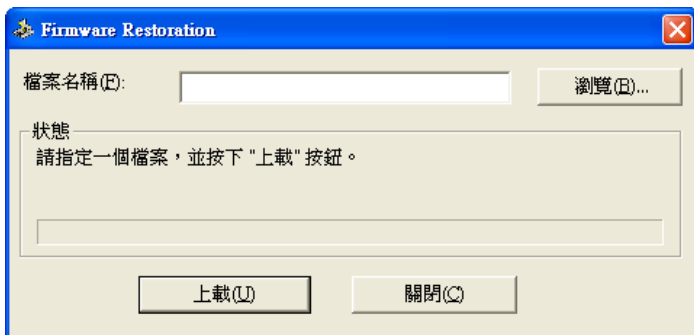 Firmware Restoration
檔案名稱(F):
瀏覽(B)...
狀態
請指定一個檔案，並按下 "上載" 按鈕。
上載(U)
關閉(C)